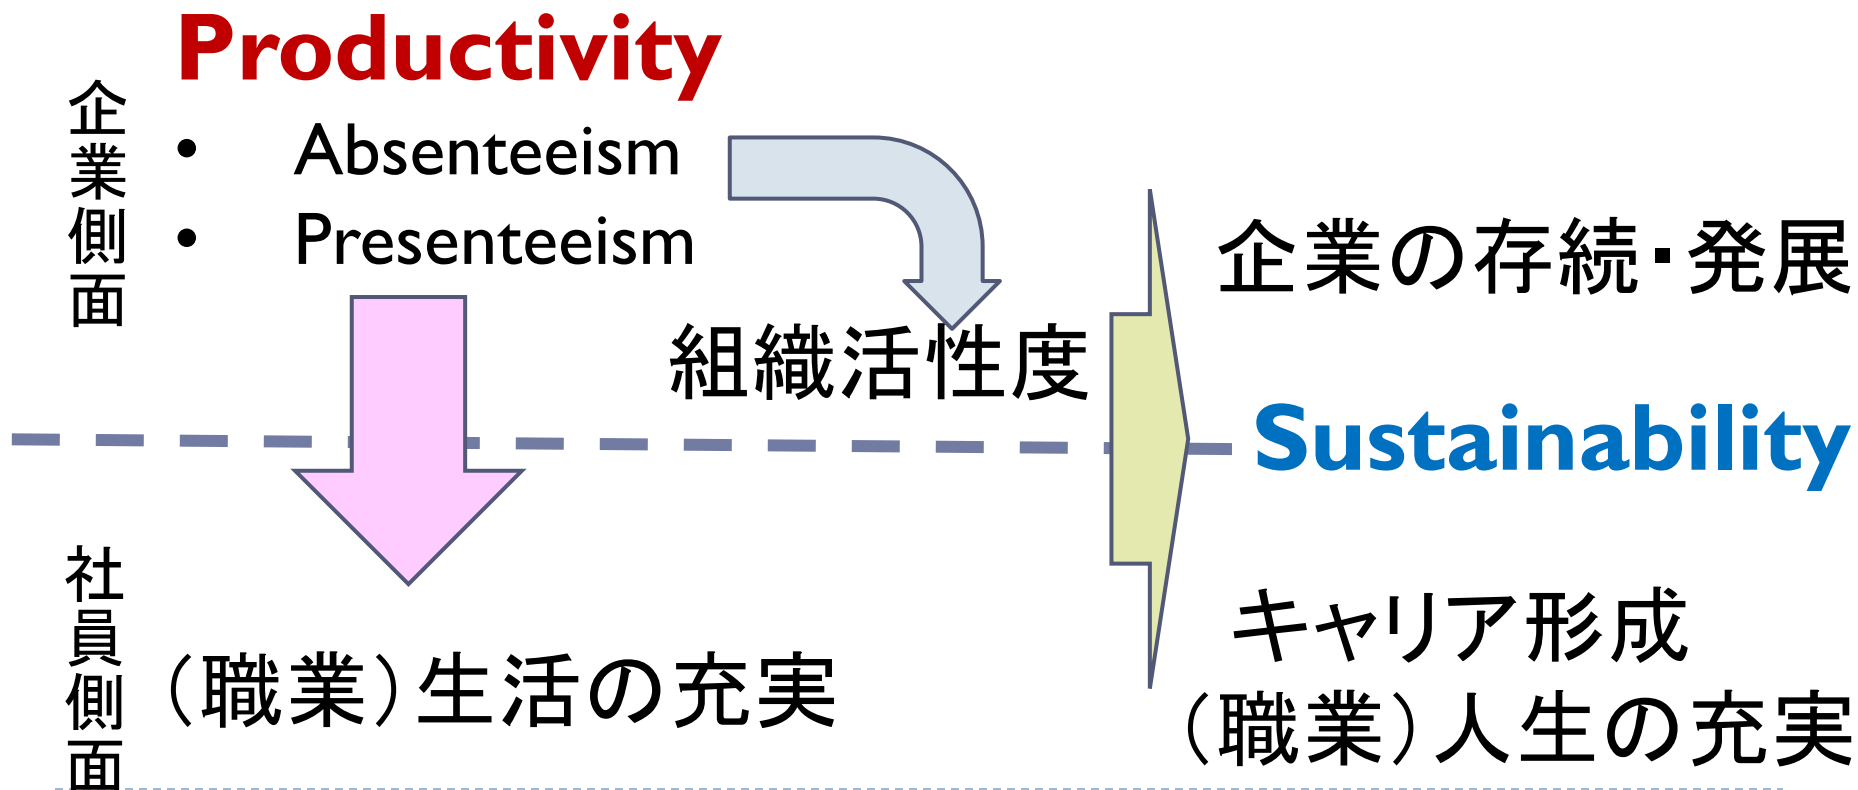 Productivity
企業側面
• Absenteeism
• Presenteeism
組織活性度
企業の存続・発展
Sustainability
社員側面
（職業）生活の充実
キャリア形成
（職業）人生の充実